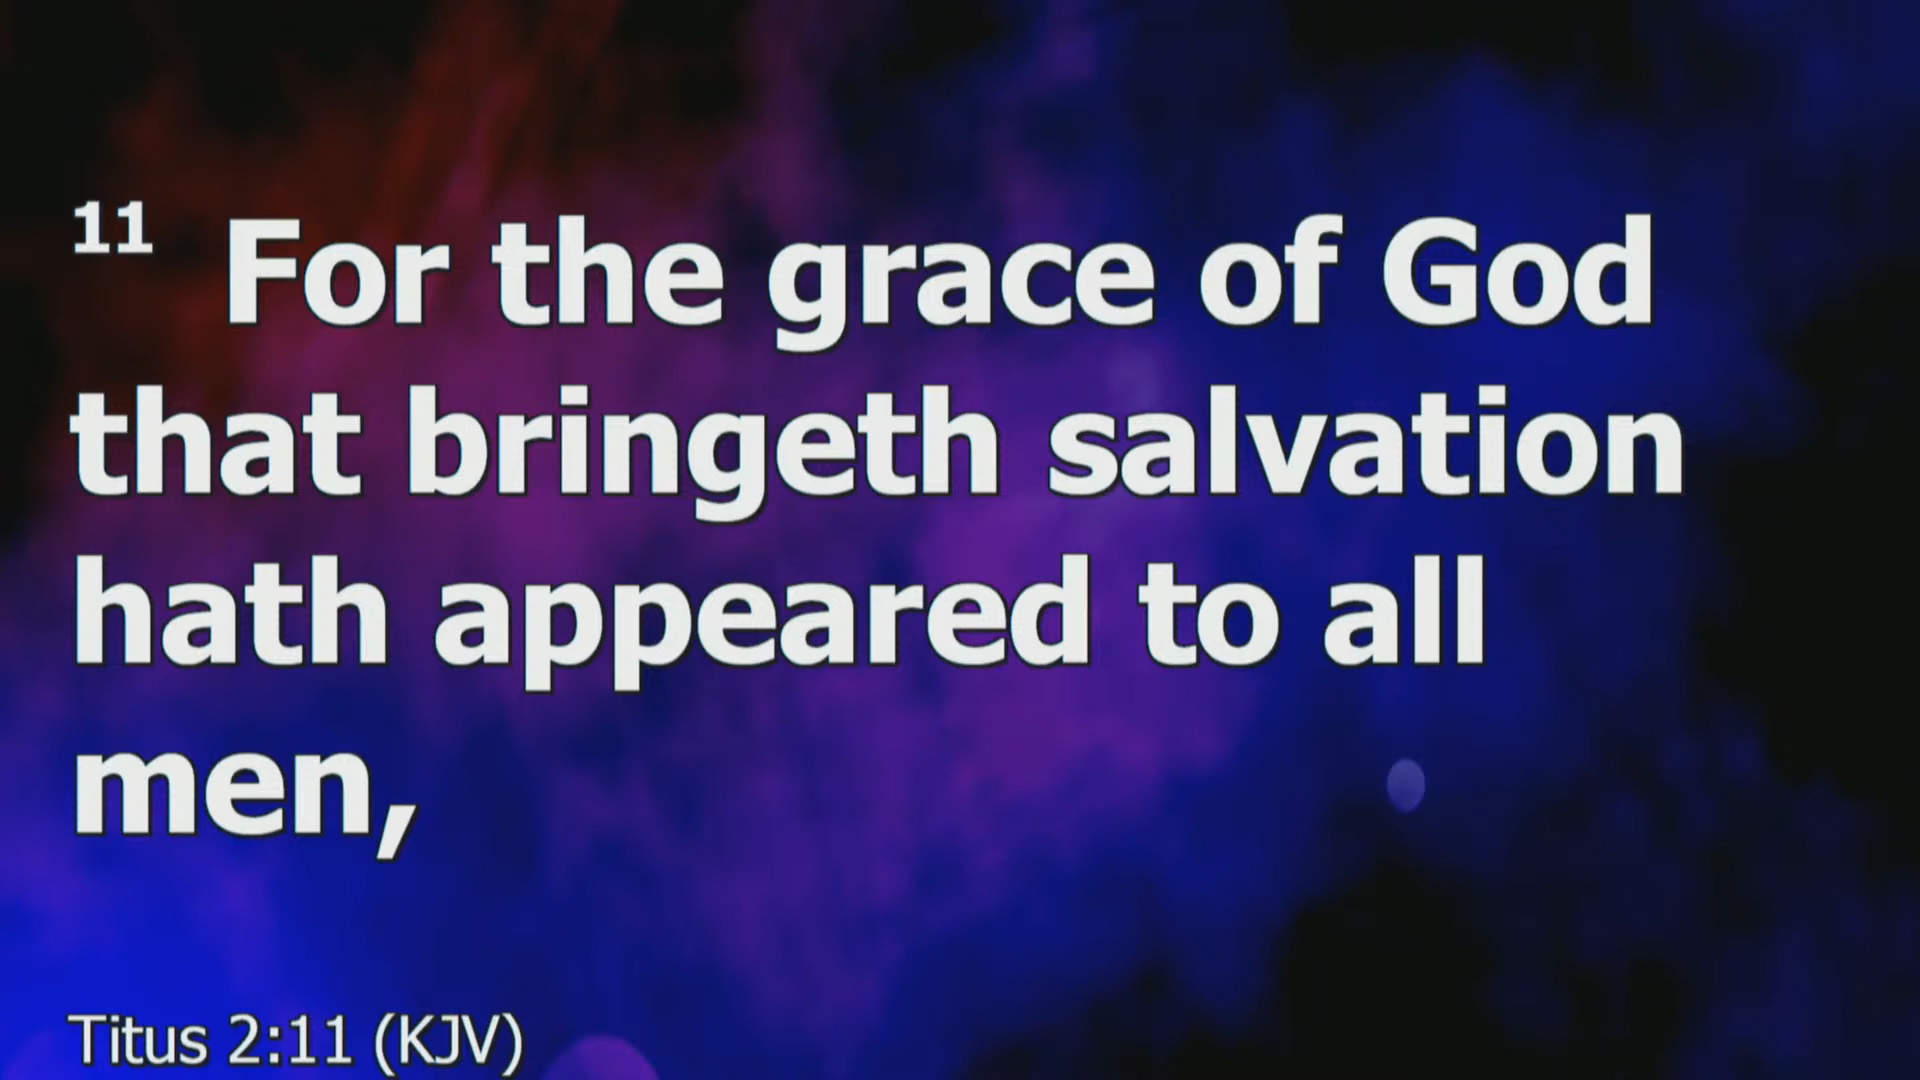 11 For the grace of God
that bringeth salvation
hath appeared to all
men,
Titus 2:11 (KJV)